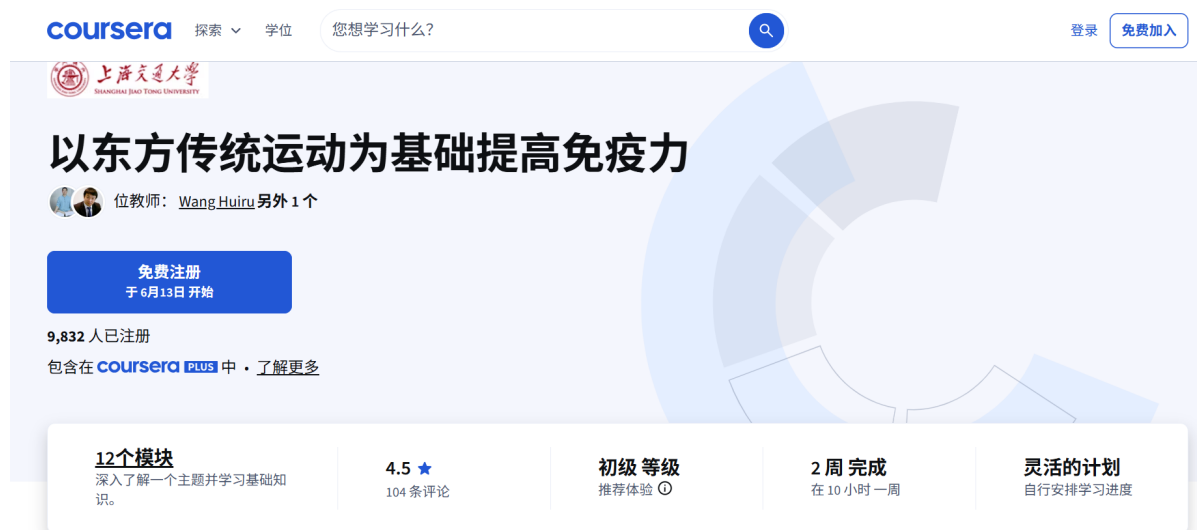 coursera 探索 学位 您想学习什么? 登录 免费加入
上海交通大学
SHANGHAI JIAO TONG UNIVERSITY
以东方传统运动为基础提高免疫力
位教师： Wang Huiru 另外 1 个
免费注册
于 6月13日 开始
9,832 人已注册
包含在 coursera PLUS 中 • 了解更多
12个模块
深入了解一个主题并学习基础知
识。
4.5 ★
104 条评论
初级 等级
推荐体验
2 周 完成
在 10 小时 一周
灵活的计划
自行安排学习进度